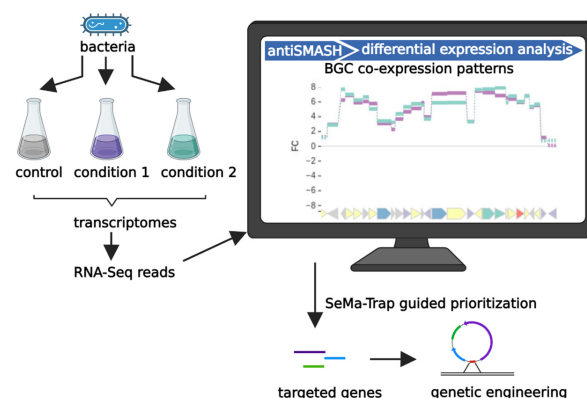 bacteria
control
condition 1
condition 2
transcriptomes
RNA-Seq reads
antiSMASH
differential expression analysis
BGC co-expression patterns
FC
8
6
4
2
0
−2
−4
−6
−8
SeMa-Trap guided prioritization
targeted genes
genetic engineering